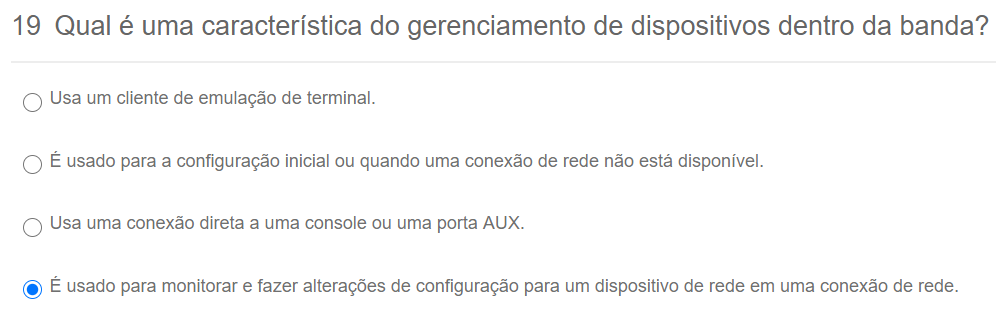 19 Qual é uma característica do gerenciamento de dispositivos dentro da banda?
Usa um cliente de emulação de terminal.
É usado para a configuração inicial ou quando uma conexão de rede não está disponível.
Usa uma conexão direta a uma console ou uma porta AUX.
É usado para monitorar e fazer alterações de configuração para um dispositivo de rede em uma conexão de rede.